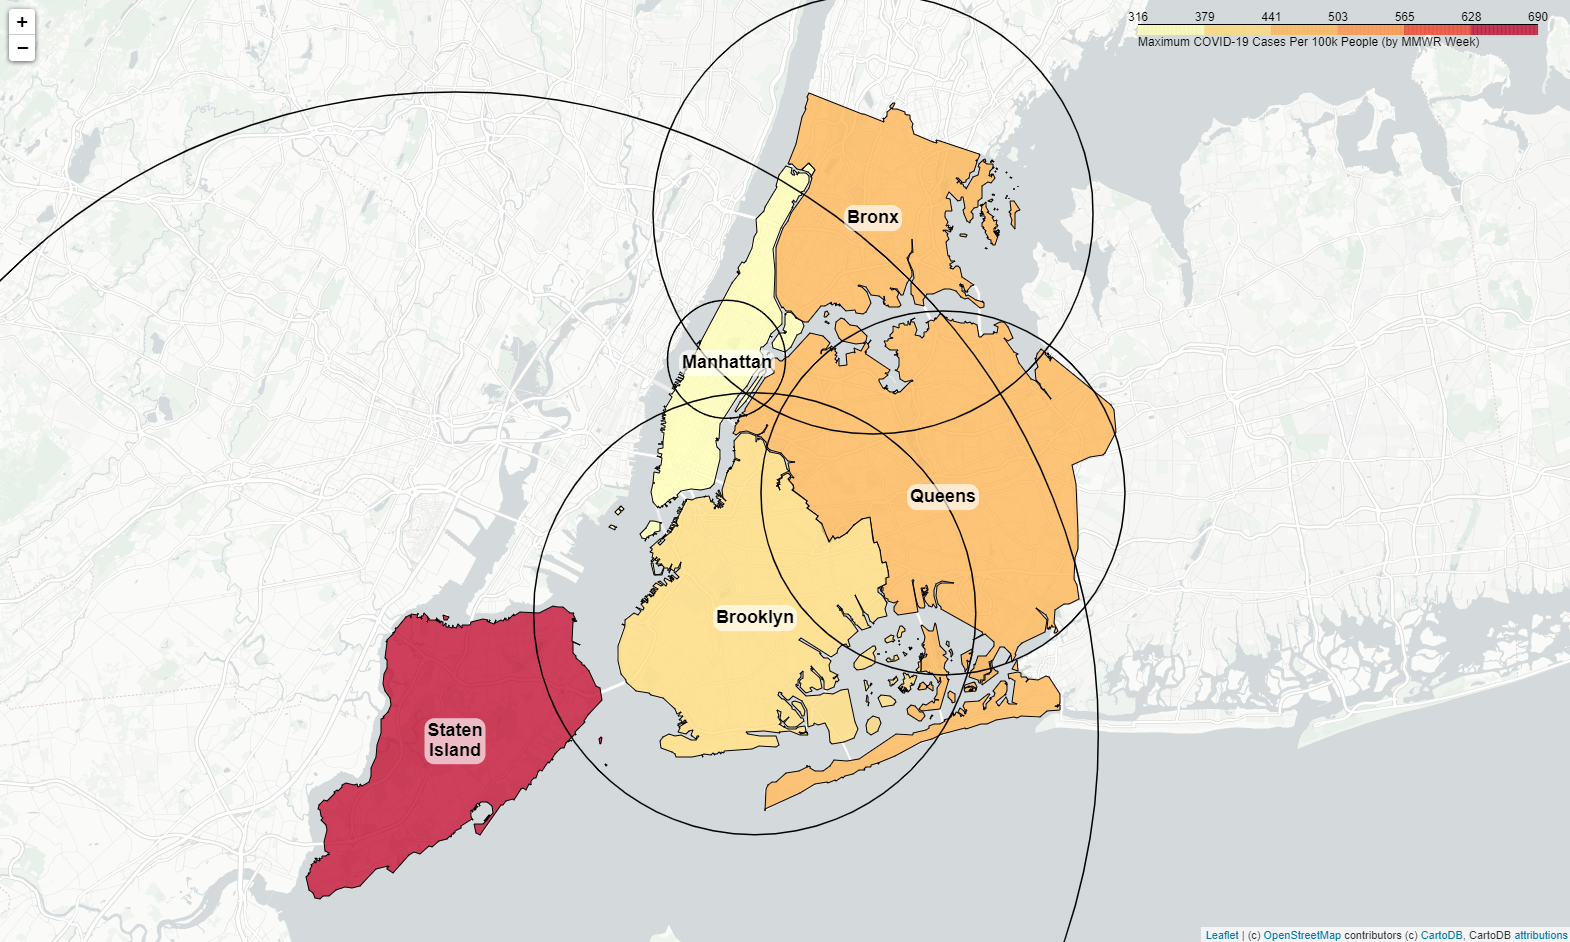 +
−
316 379 441 503 565 628 690
Maximum COVID-19 Cases Per 100k People (by MMWR Week)
Bronx
Manhattan
Queens
Brooklyn
Staten
Island
Leaflet | (c) OpenStreetMap contributors (c) CartoDB, CartoDB attributions